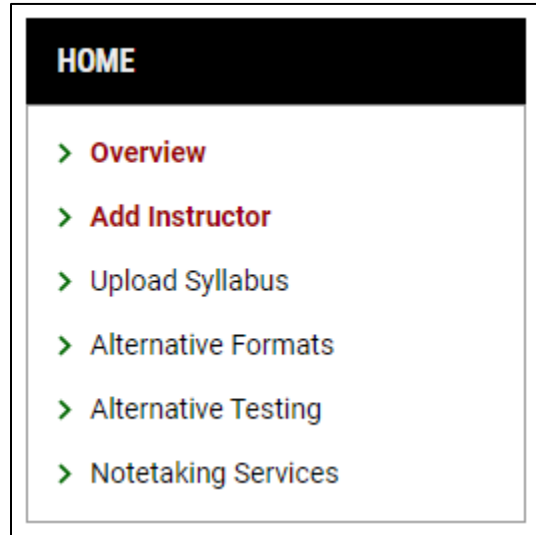 HOME
Overview
Add Instructor
Upload Syllabus
Alternative Formats
Alternative Testing
Notetaking Services